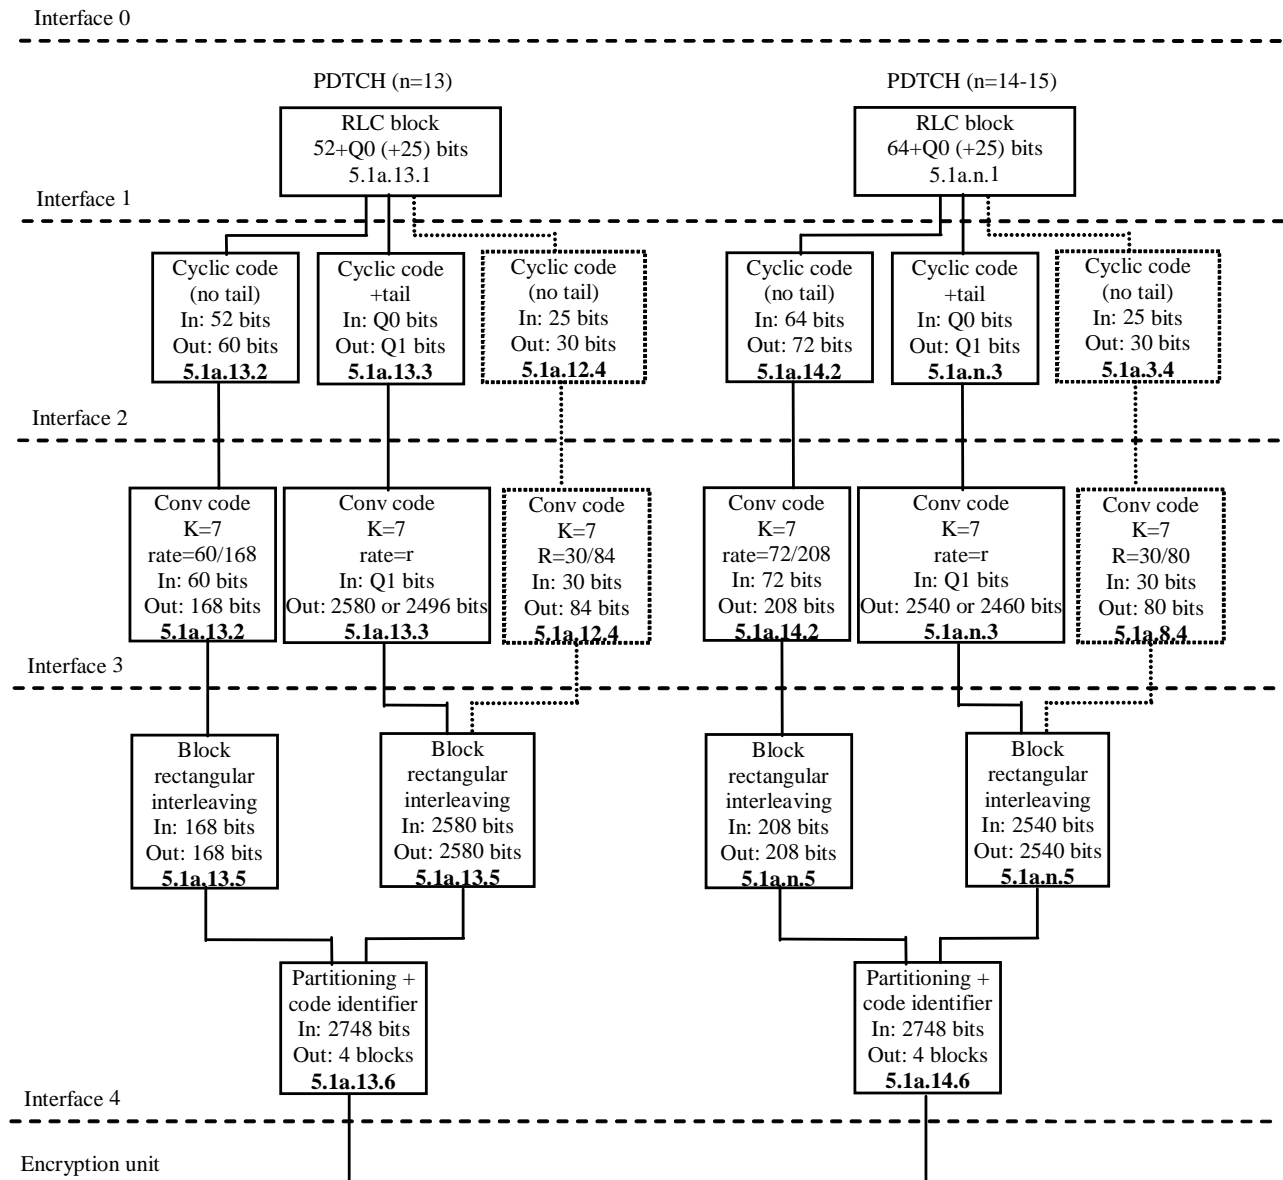 Interface 0
PDTCH (n=13)
RLC block
52+Q0 (+25) bits
5.1a.13.1
PDTCH (n=14-15)
RLC block
64+Q0 (+25) bits
5.1a.n.1
Interface 1
Cyclic code
(no tail)
In: 52 bits
Out: 60 bits
5.1a.13.2
Cyclic code
+tail
In: Q0 bits
Out: Q1 bits
5.1a.13.3
Cyclic code
(no tail)
In: 25 bits
Out: 30 bits
5.1a.12.4
Cyclic code
(no tail)
In: 64 bits
Out: 72 bits
5.1a.14.2
Cyclic code
+tail
In: Q0 bits
Out: Q1 bits
5.1a.n.3
Cyclic code
(no tail)
In: 25 bits
Out: 30 bits
5.1a.3.4
Interface 2
Conv code
K=7
rate=60/168
In: 60 bits
Out: 168 bits
5.1a.13.2
Conv code
K=7
rate=r
In: Q1 bits
Out: 2580 or 2496 bits
5.1a.13.3
Conv code
K=7
R=30/84
In: 30 bits
Out: 84 bits
5.1a.12.4
Conv code
K=7
rate=72/208
In: 72 bits
Out: 208 bits
5.1a.14.2
Conv code
K=7
rate=r
In: Q1 bits
Out: 2540 or 2460 bits
5.1a.n.3
Conv code
K=7
R=30/80
In: 30 bits
Out: 80 bits
5.1a.8.4
Interface 3
Block
rectangular
interleaving
In: 168 bits
Out: 168 bits
5.1a.13.5
Block
rectangular
interleaving
In: 2580 bits
Out: 2580 bits
5.1a.13.5
Block
rectangular
interleaving
In: 208 bits
Out: 208 bits
5.1a.n.5
Block
rectangular
interleaving
In: 2540 bits
Out: 2540 bits
5.1a.n.5
Partitioning +
code identifier
In: 2748 bits
Out: 4 blocks
5.1a.13.6
Partitioning +
code identifier
In: 2748 bits
Out: 4 blocks
5.1a.14.6
Interface 4
Encryption unit